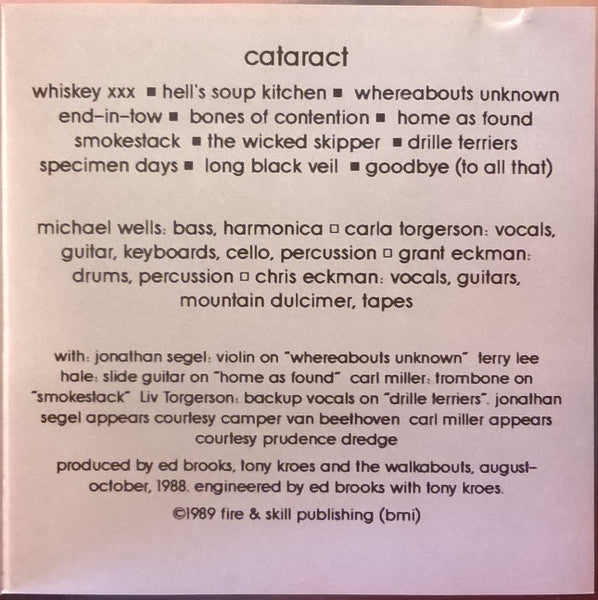 cataract
whiskey xxx ■ hell's soup kitchen ■ whereabouts unknown
end-in-tow ■ bones of contention ■ home as found
smokestack ■ the wicked skipper ■ drille terriers
specimen days ■ long black veil ■ goodbye (to all that)
michael wells: bass, harmonica □ carla torgerson: vocals,
guitar, keyboards, cello, percussion □ grant eckman:
drums, percussion □ chris eckman: vocals, guitars,
mountain dulcimer, tapes
with: jonathan segel: violin on "whereabouts unknown" terry lee
hale: slide guitar on "home as found" carl miller: trombone on
"smokestack" Liv Torgerson: backup vocals on "drille terriers". jonathan
segel appears courtesy camper van beethoven carl miller appears
courtesy prudence dredge
produced by ed brooks, tony kroes and the walkabouts, august-
october, 1988. engineered by ed brooks with tony kroes.
©1989 fire & skill publishing (bmi)